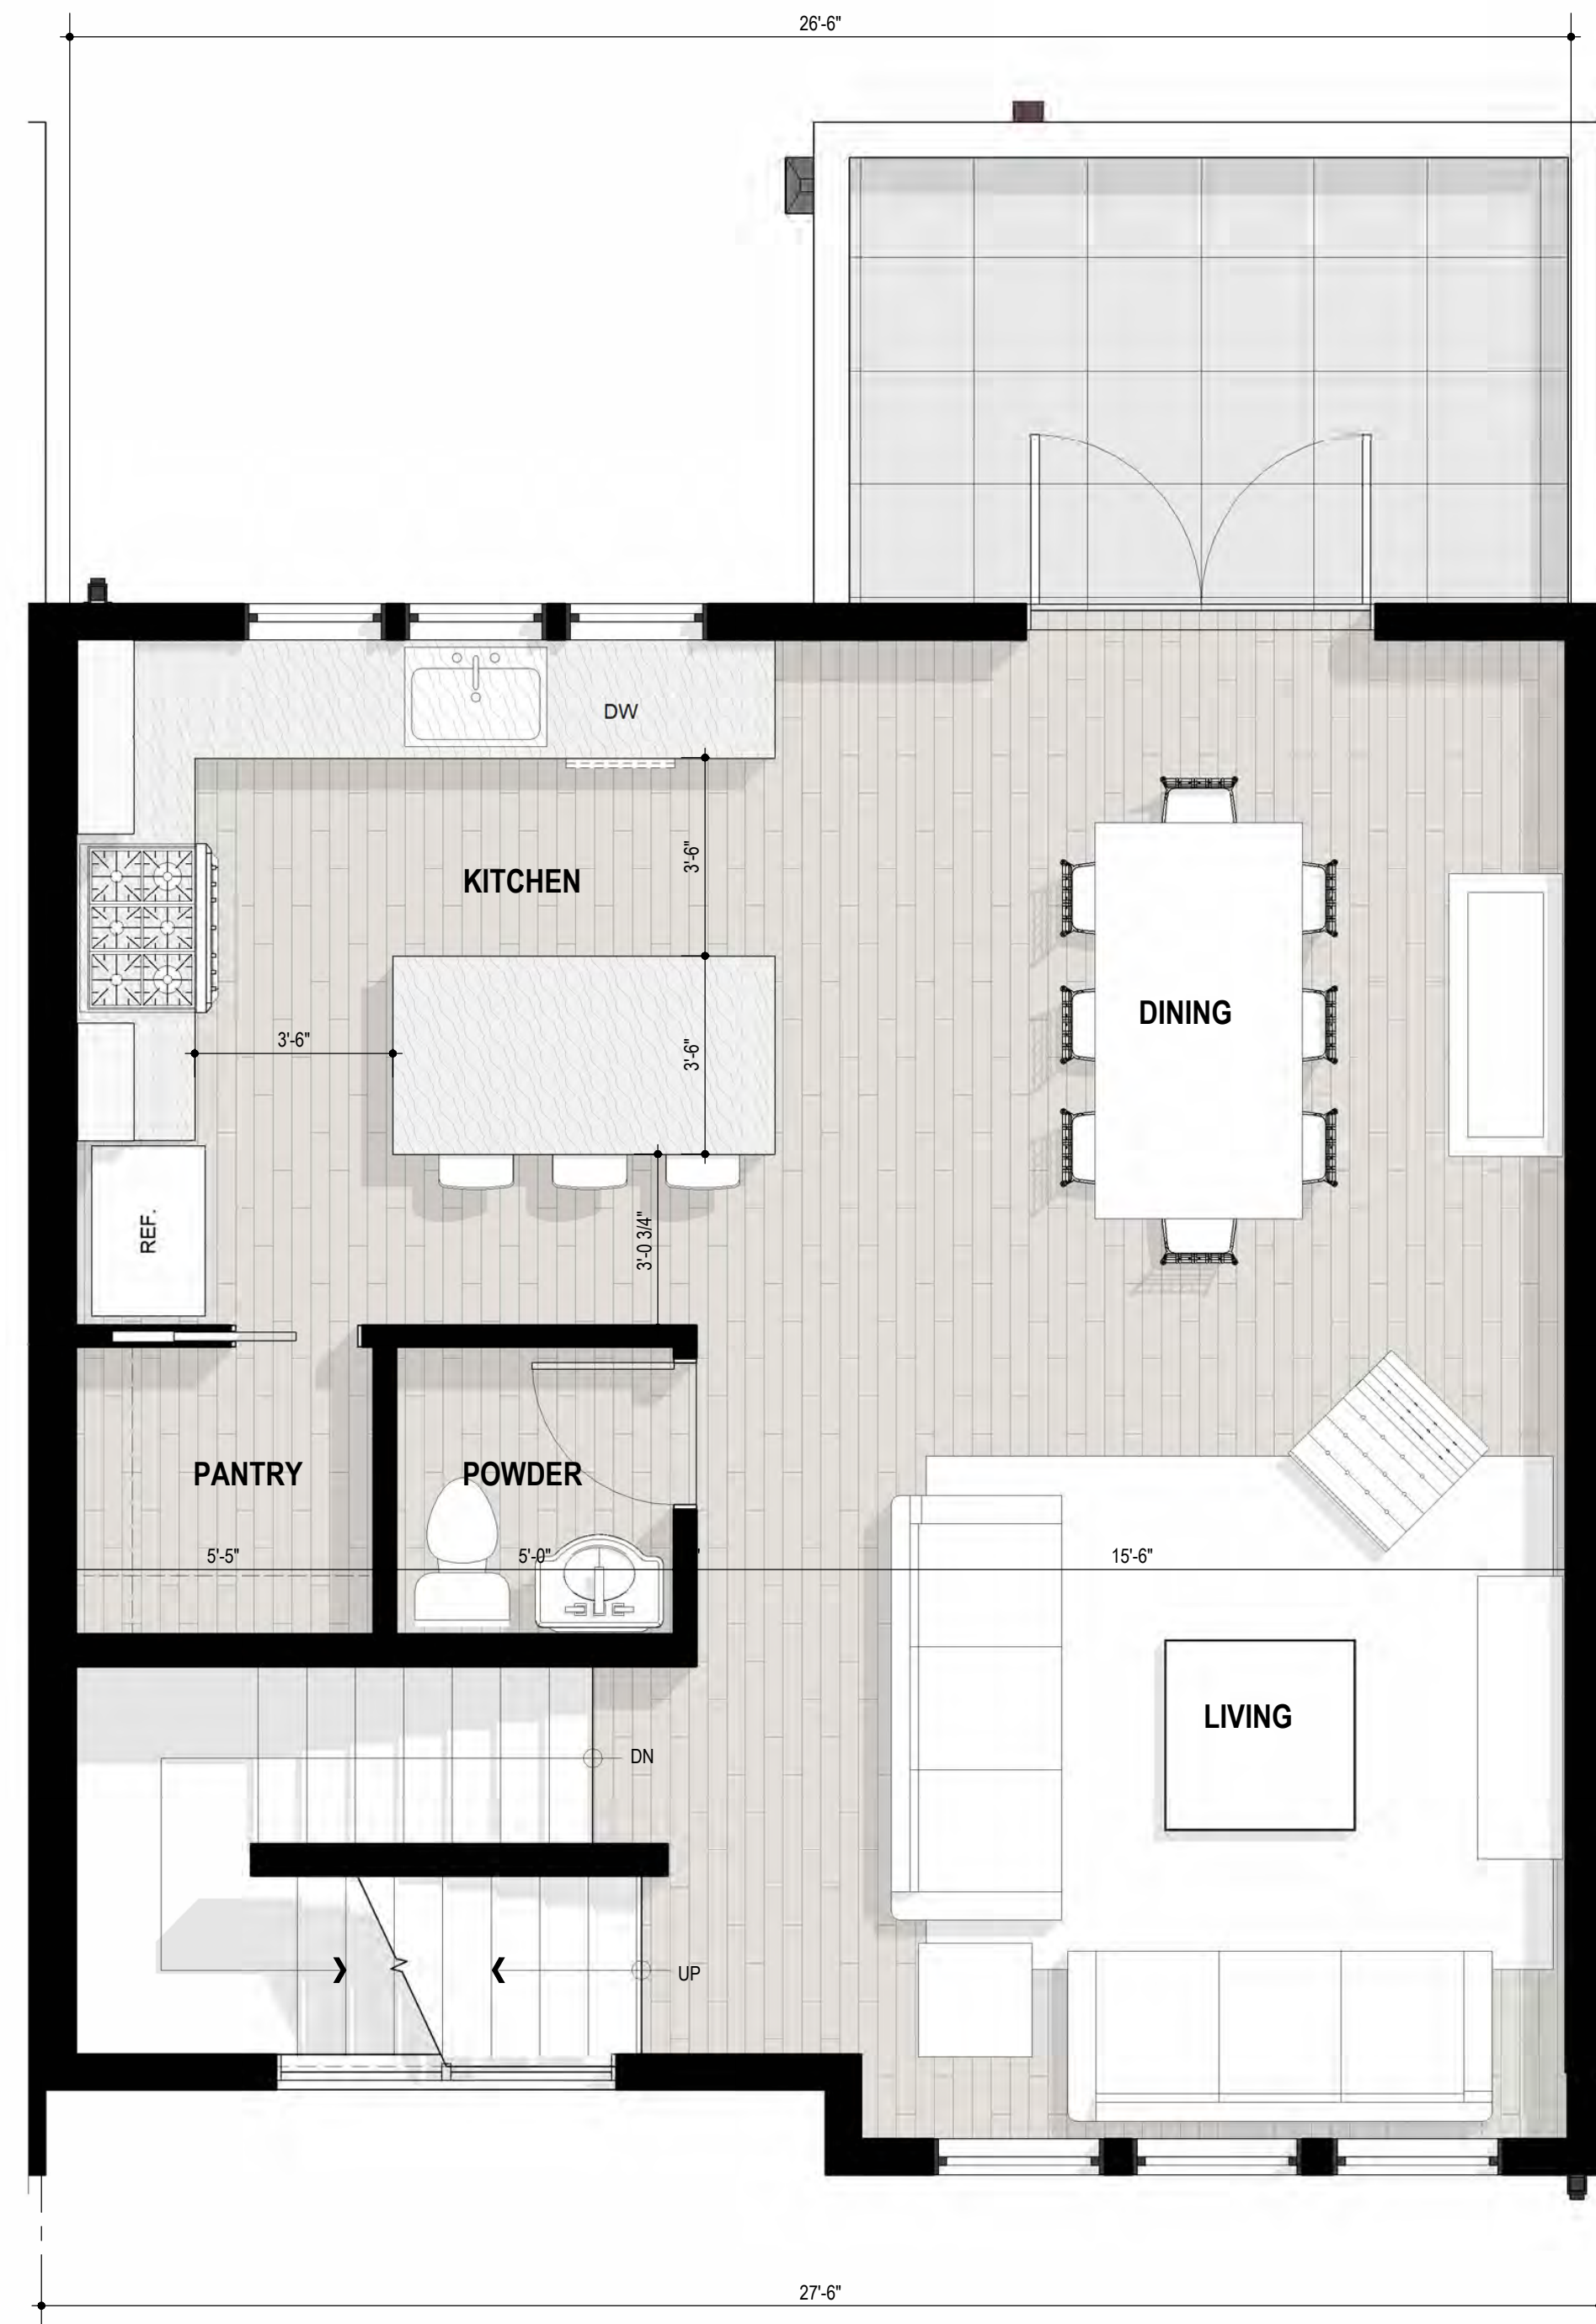 26'-6"
DW
3'-6"
KITCHEN
DINING
3'-6"
3'-6"
REF.
3'-0 3/4"
PANTRY
POWDER
5'-5"
5'-0"
15'-6"
LIVING
DN
UP
27'-6"